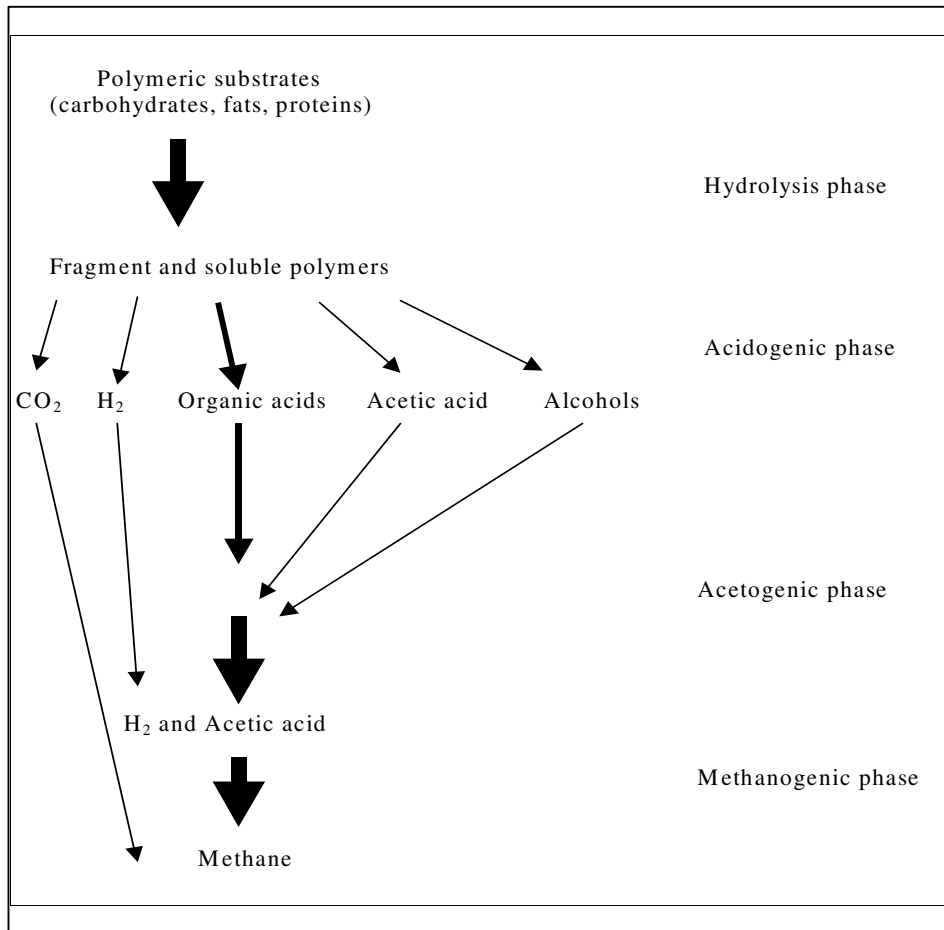 Polymeric substrates
(carbohydrates, fats, proteins)
Hydrolysis phase
Fragment and soluble polymers
Acidogenic phase
CO₂ H₂ Organic acids Acetic acid Alcohols
Acetogenic phase
H₂ and Acetic acid
Methanogenic phase
Methane